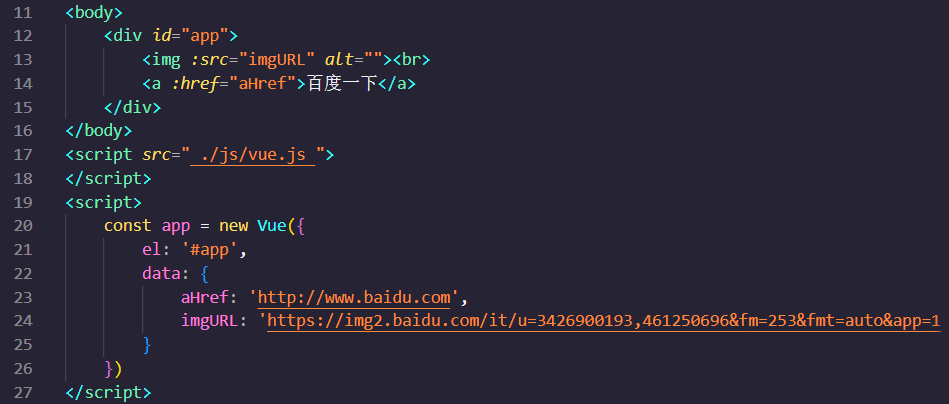 11 <body>
12 <div id="app">
13 <img :src="imgURL" alt=""><br>
14 <a :href="aHref">百度一下</a>
15 </div>
16 </body>
17 <script src=" ./js/vue.js ">
18 </script>
19 <script>
20 const app = new Vue({
21 el: '#app',
22 data: {
23 aHref: 'http://www.baidu.com',
24 imgURL: 'https://img2.baidu.com/it/u=3426900193,461250696&fm=253&fmt=auto&app=1
25 }
26 })
27 </script>